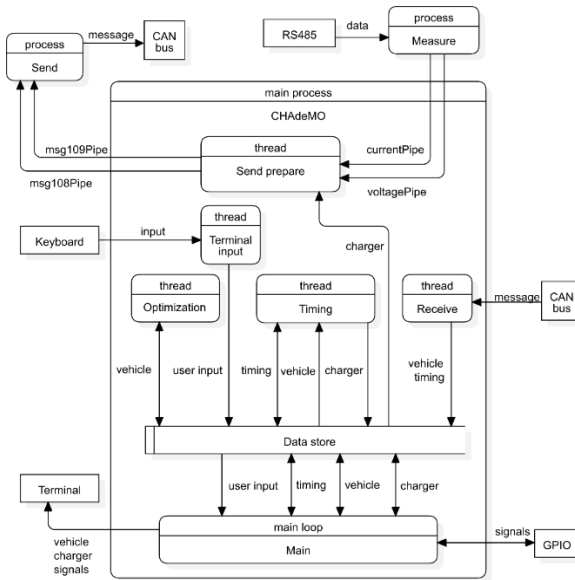 process
Send
message
CAN
bus
RS485
data
process
Measure
main process
CHAdeMO
msg109Pipe
msg108Pipe
thread
Send prepare
currentPipe
voltagePipe
Keyboard
input
thread
Terminal
input
charger
thread
Optimization
thread
Timing
thread
Receive
message
CAN
bus
vehicle
user input
timing
vehicle
charger
vehicle
timing
Data store
user input
timing
vehicle
charger
Terminal
vehicle
charger
signals
main loop
Main
signals
GPIO